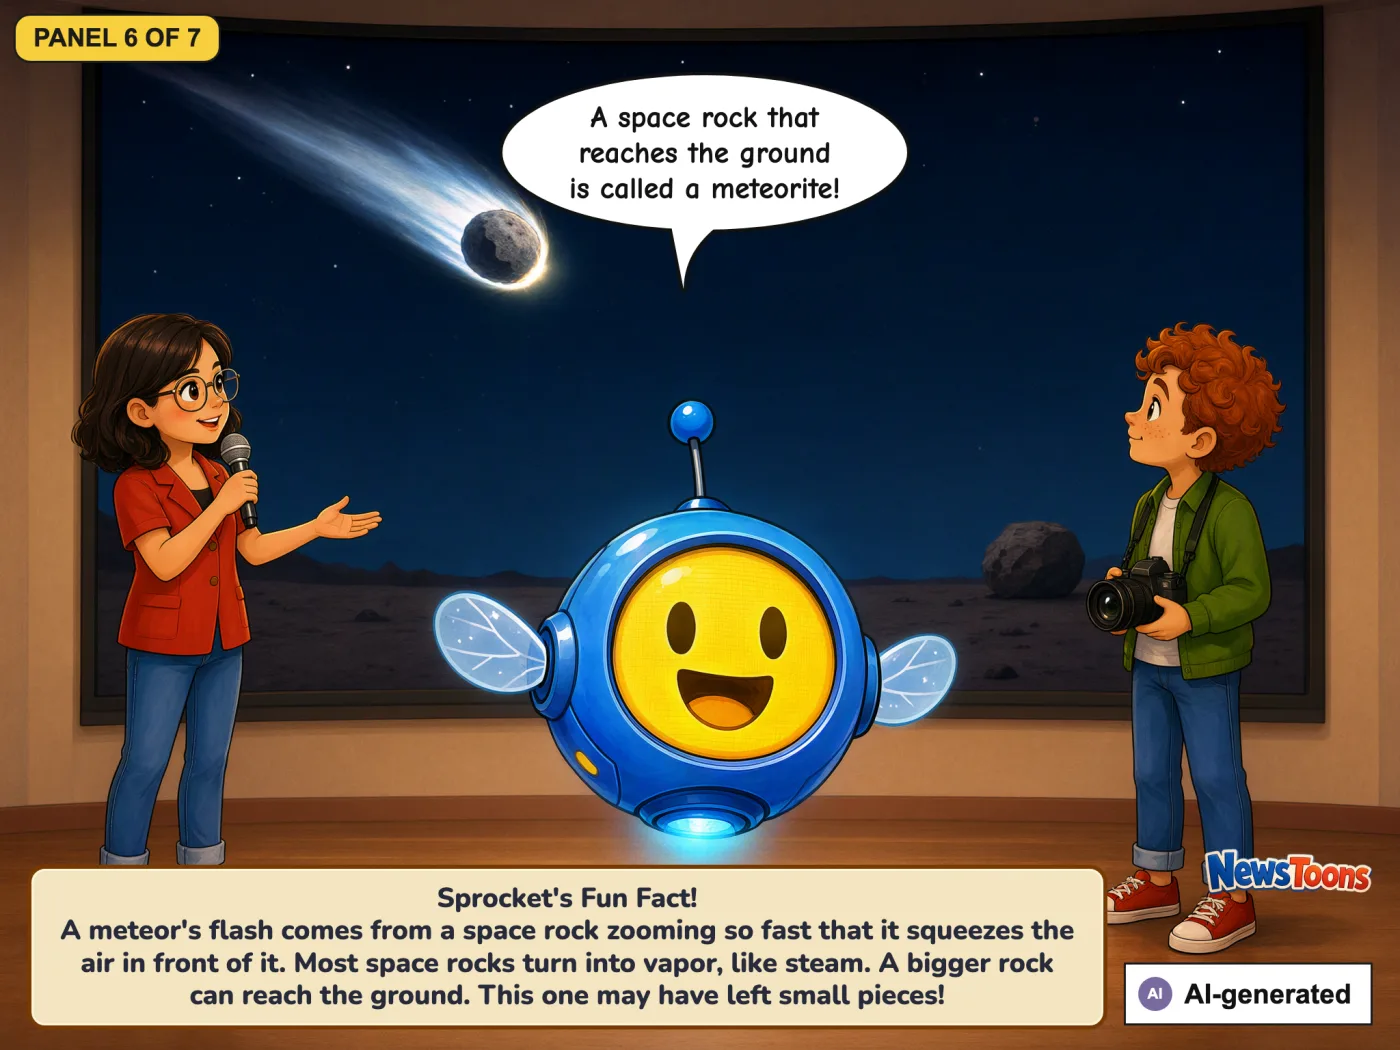 PANEL 6 OF 7
A space rock that
reaches the ground
is called a meteorite!
Sprocket's Fun Fact!
A meteor's flash comes from a space rock zooming so fast that it squeezes the
air in front of it. Most space rocks turn into vapor, like steam. A bigger rock
can reach the ground. This one may have left small pieces!
NewsToons
AI AI-generated